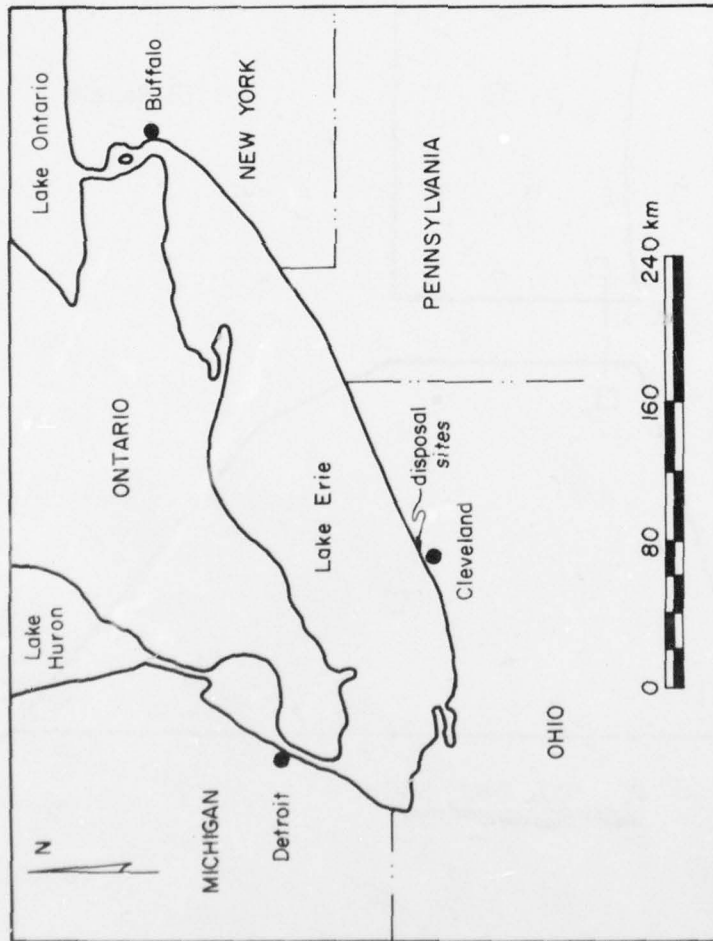 N
Lake
Huron
Lake Ontario
MICHIGAN
ONTARIO
Buffalo
Detroit
NEW YORK
Lake Erie
disposal
sites
PENNSYLVANIA
Cleveland
OHIO
0 80 160 240 km